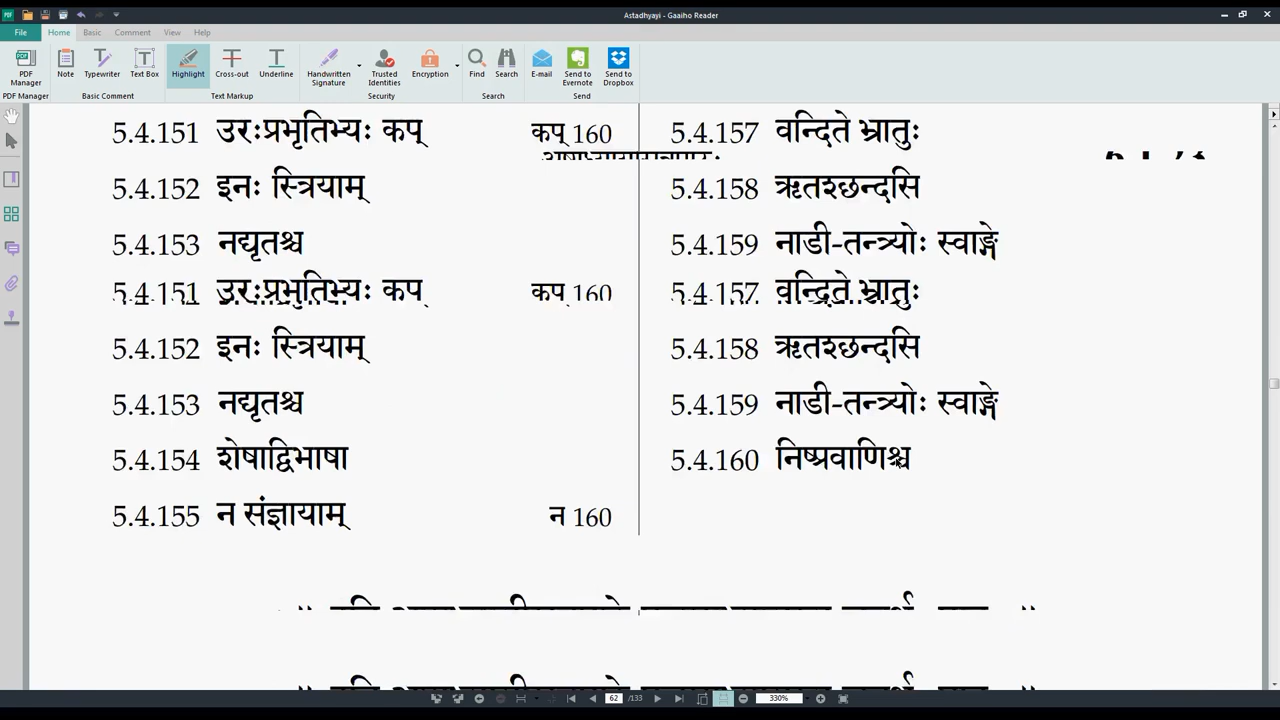 Astadhyayi - Gaaiho Reader
File Home Basic Comment View Help
PDF Manager Note Typewriter Text Box Highlight Cross-out Underline Handwritten Signature Trusted Identities Encryption Find Search E-mail Send to Evernote Send to Dropbox
PDF Manager Basic Comment Text Markup Security Search Send
5.4.151 उरःप्रभृतिभ्यः कप् कप् 160
5.4.152 इनः स्त्रियाम्
5.4.153 नद्यृतश्च
5.4.151 उरःप्रभृतिभ्यः कप् कप् 160
5.4.152 इनः स्त्रियाम्
5.4.153 नद्यृतश्च
5.4.154 शेषाद्विभाषा
5.4.155 न संज्ञायाम् न 160
5.4.157 वन्दिते भ्रातुः
5.4.158 ऋतश्छन्दसि
5.4.159 नाडी-तन्त्र्योः स्वाङ्गे
5.4.157 वन्दिते भ्रातुः
5.4.158 ऋतश्छन्दसि
5.4.159 नाडी-तन्त्र्योः स्वाङ्गे
5.4.160 निष्प्रवाणिश्च
62 /133 330%